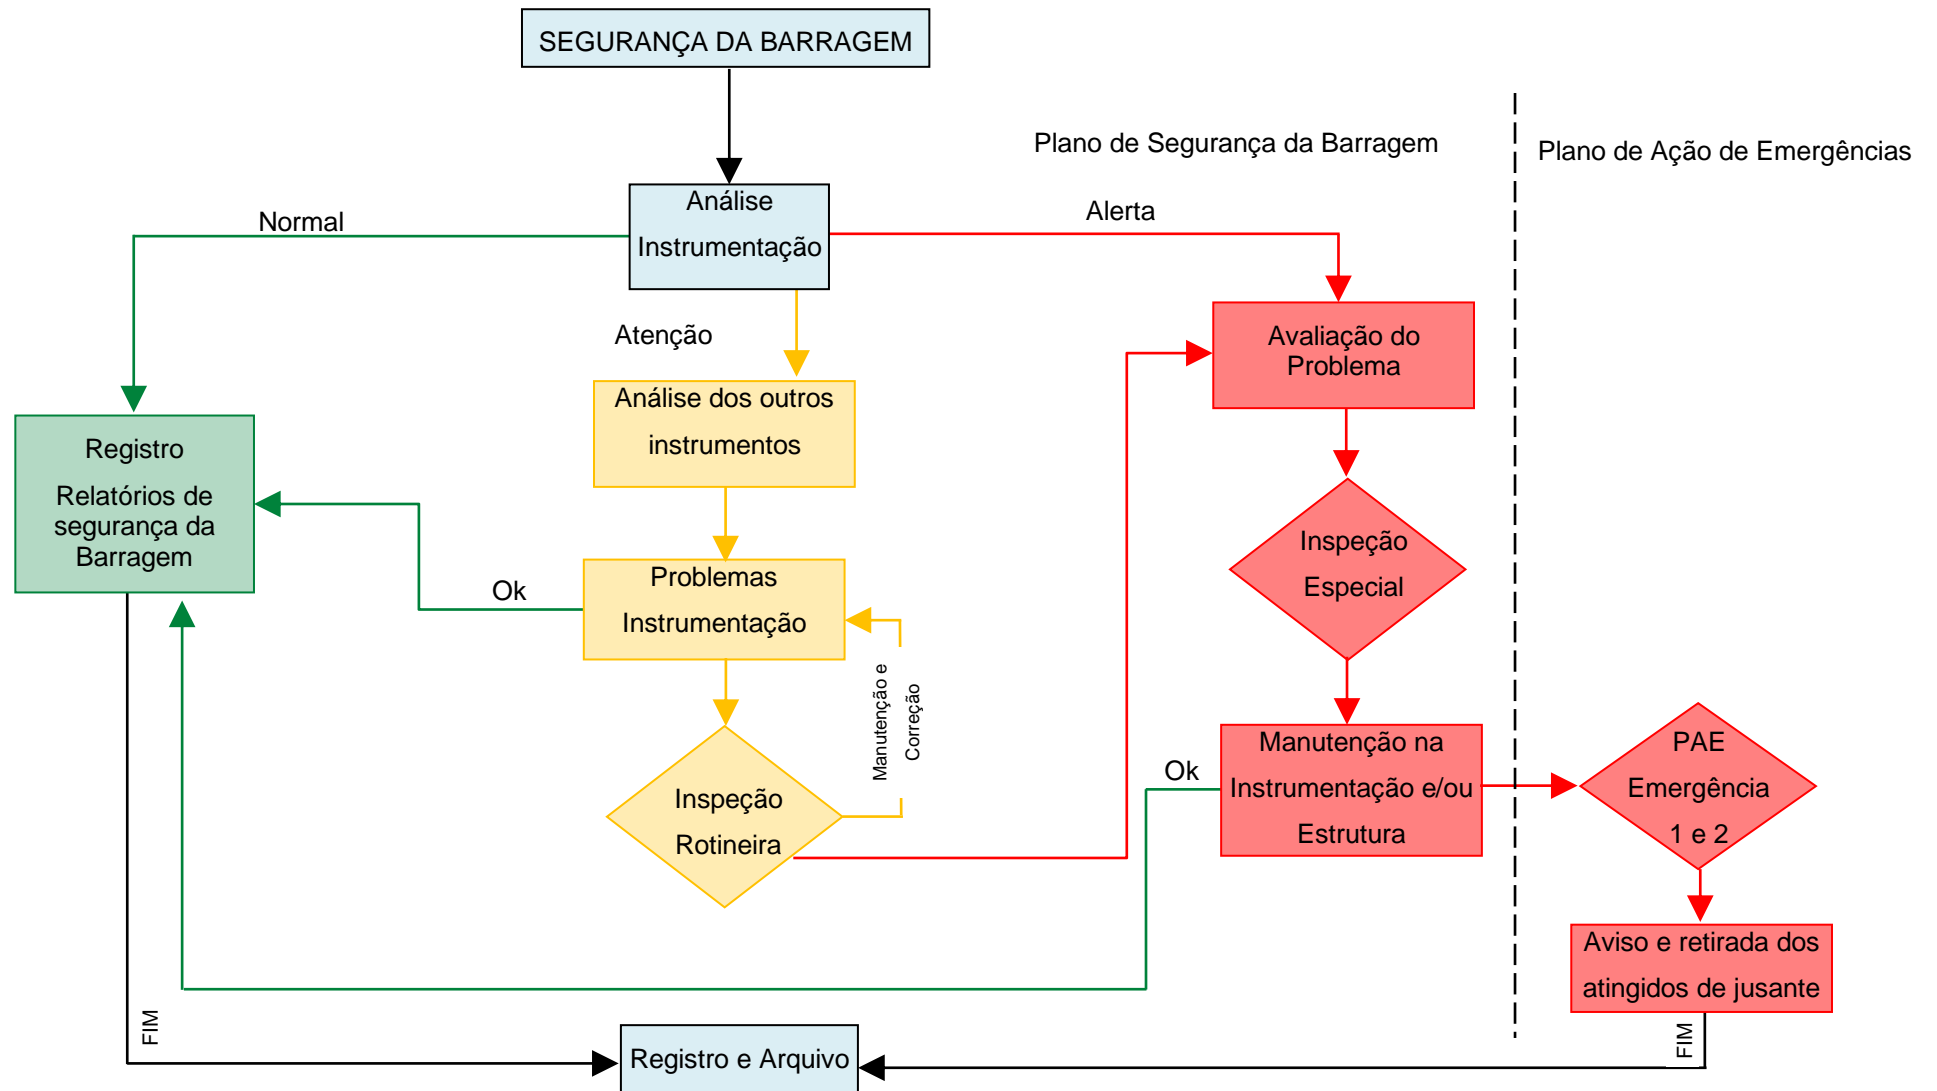 SEGURANÇA DA BARRAGEM
Plano de Segurança da Barragem
Plano de Ação de Emergências
Análise
Instrumentação
Normal
Alerta
Atenção
Avaliação do
Problema
Análise dos outros
instrumentos
Registro
Relatórios de
segurança da
Barragem
Inspeção
Especial
Problemas
Instrumentação
Ok
Manutenção e
Correção
Inspeção
Rotineira
Manutenção na
Instrumentação e/ou
Estrutura
Ok
PAE
Emergência
1 e 2
Aviso e retirada dos
atingidos de jusante
FIM
FIM
Registro e Arquivo